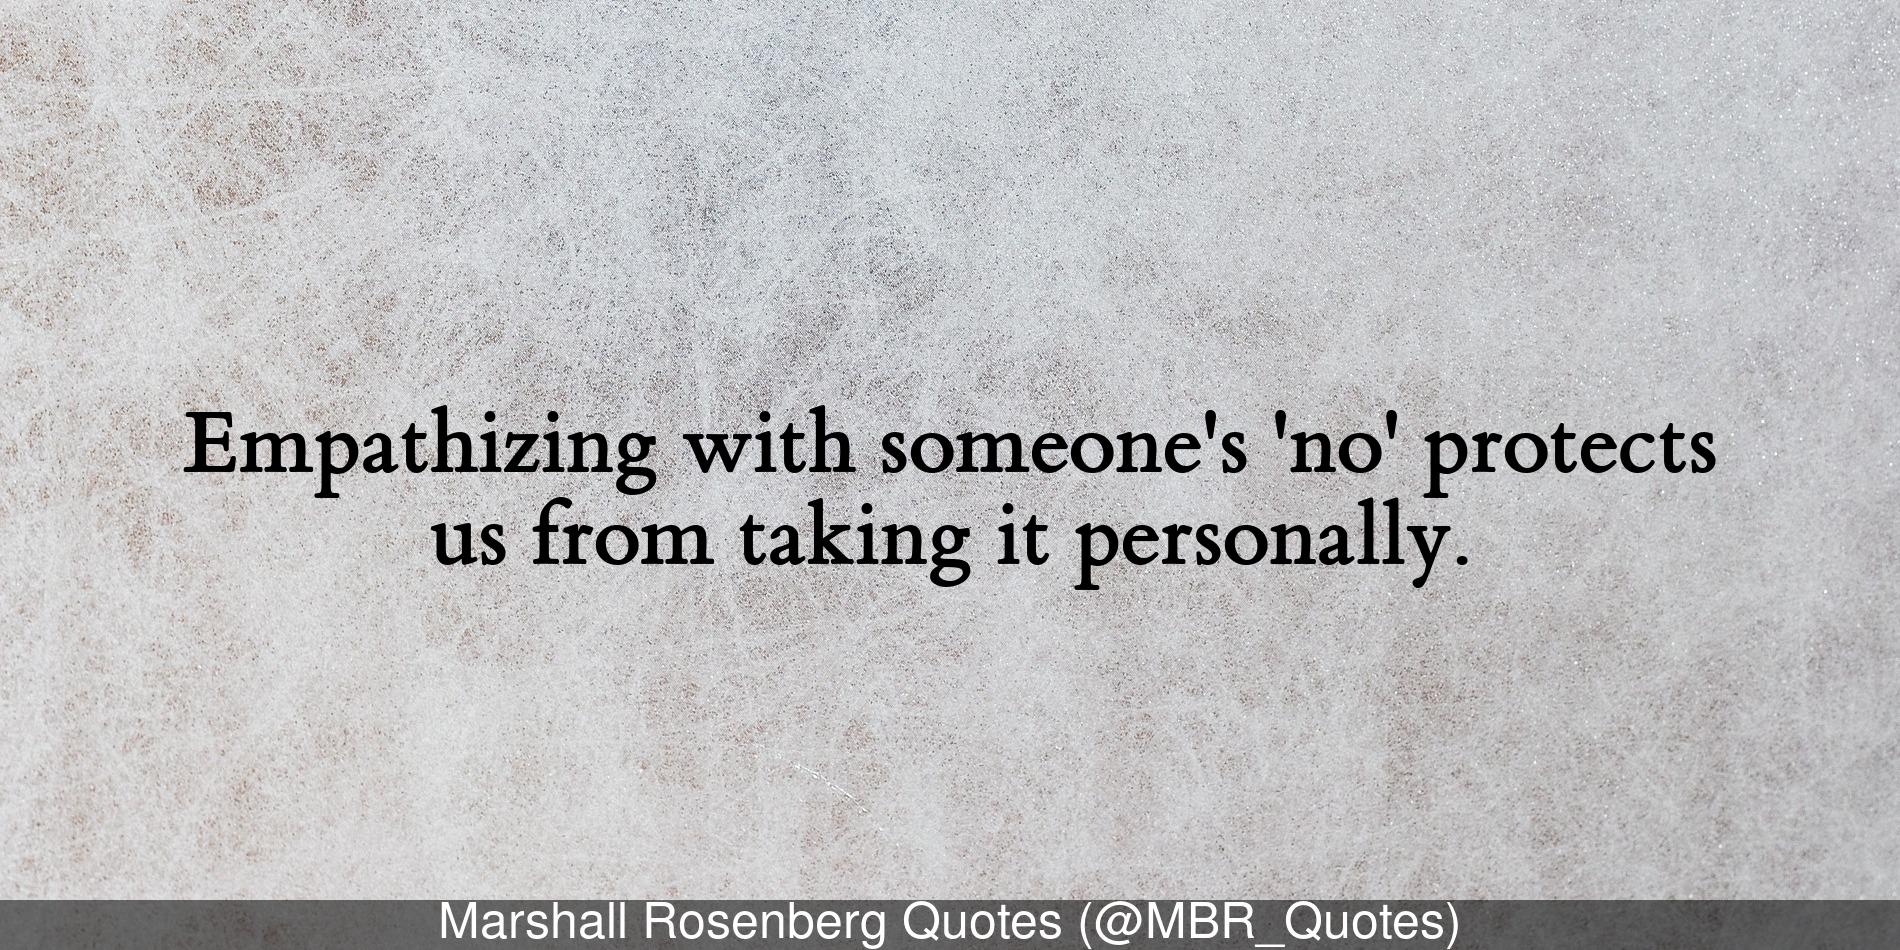 Empathizing with someone's 'no' protects
us from taking it personally.
Marshall Rosenberg Quotes (@MBR_Quotes)